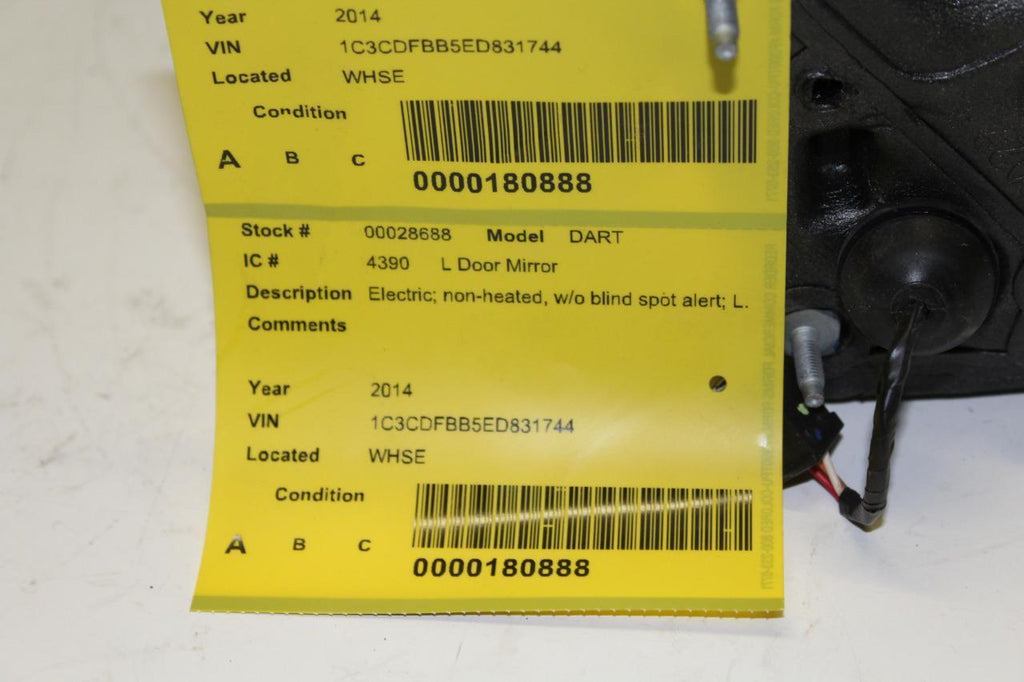 Year 2014
VIN 1C3CDFBB5ED831744
Located WHSE
Condition
A B C
0000180888
Stock # 00028688 Model DART
IC # 4390 L Door Mirror
Description Electric; non-heated, w/o blind spot alert; L.
Comments
Year 2014
VIN 1C3CDFBB5ED831744
Located WHSE
Condition
A B C
0000180888